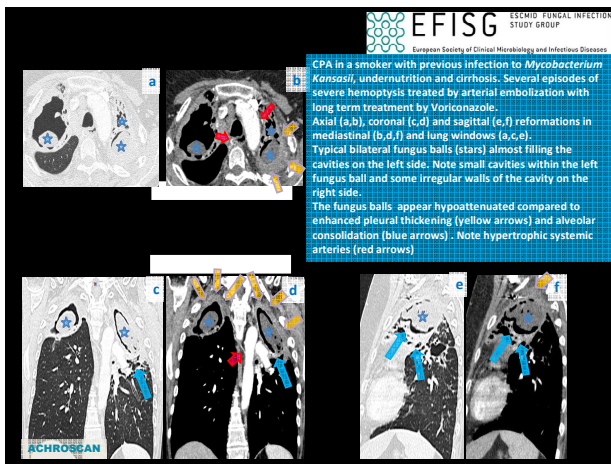 EFISG
ESCMID FUNGAL INFECTION
STUDY GROUP
European Society of Clinical Microbiology and Infectious Diseases
CPA in a smoker with previous infection to Mycobacterium
Kansasii, undernutrition and cirrhosis. Several episodes of
severe hemoptysis treated by arterial embolization with
long term treatment by Voriconazole.
Axial (a,b), coronal (c,d) and sagittal (e,f) reformations in
mediastinal (b,d,f) and lung windows (a,c,e).
Typical bilateral fungus balls (stars) almost filling the
cavities on the left side. Note small cavities within the left
fungus ball and some irregular walls of the cavity on the
right side.
The fungus balls appear hypoattenuated compared to
enhanced pleural thickening (yellow arrows) and alveolar
consolidation (blue arrows) . Note hypertrophic systemic
arteries (red arrows)
a
b
c
d
e
f
ACHROSCAN